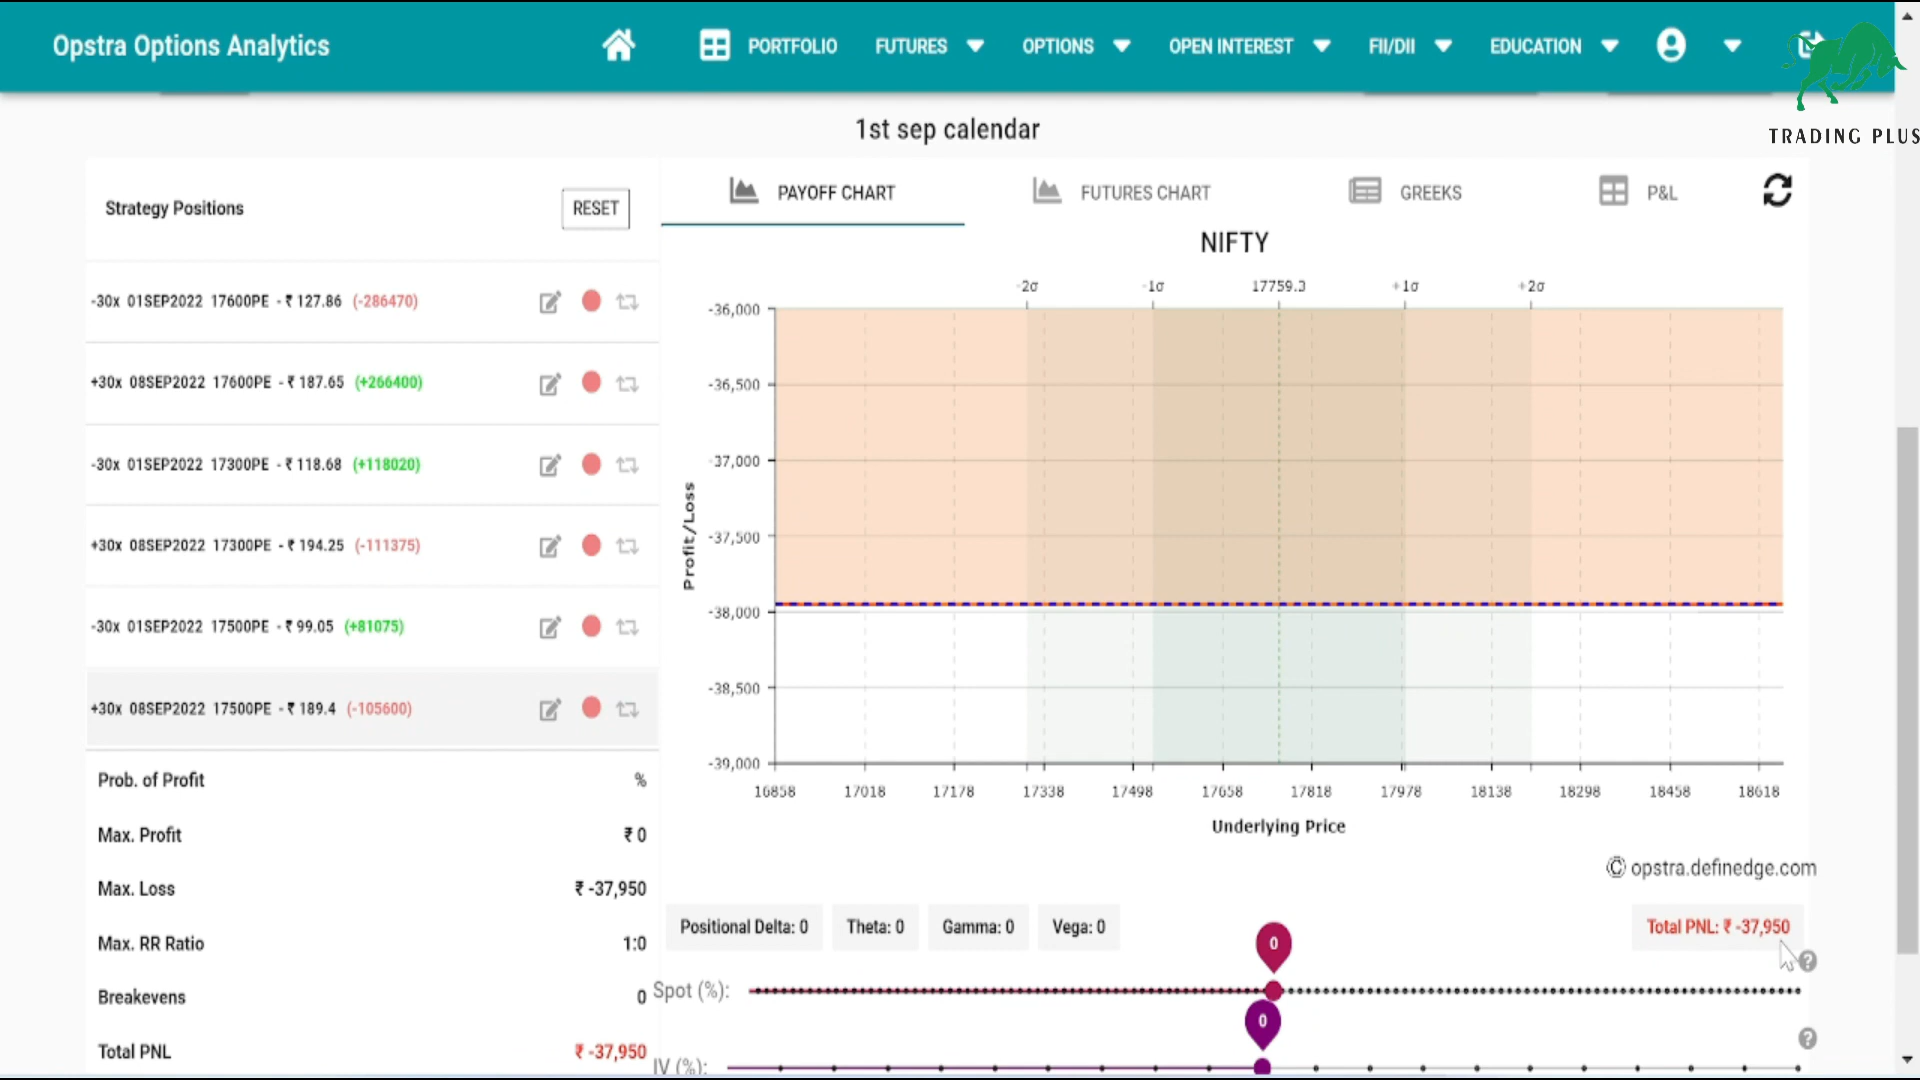 Opstra Options Analytics
PORTFOLIO
FUTURES
OPTIONS
OPEN INTEREST
FII/DII
EDUCATION
TRADING PLUS
1st sep calendar
Strategy Positions
RESET
PAYOFF CHART
FUTURES CHART
GREEKS
P&L
NIFTY
-2σ
-1σ
17759.3
+1σ
+2σ
-30x 01SEP2022 17600PE - ₹ 127.86 (-286470)
+30x 08SEP2022 17600PE - ₹ 187.65 (+266400)
-30x 01SEP2022 17300PE - ₹ 118.68 (+118020)
+30x 08SEP2022 17300PE - ₹ 194.25 (-111375)
-30x 01SEP2022 17500PE - ₹ 99.05 (+81075)
+30x 08SEP2022 17500PE - ₹ 189.4 (-105600)
Prob. of Profit %
Max. Profit ₹ 0
Max. Loss ₹ -37,950
Max. RR Ratio 1:0
Breakevens 0
Total PNL ₹ -37,950
Profit/Loss
-36,000
-36,500
-37,000
-37,500
-38,000
-38,500
-39,000
16858 17018 17178 17338 17498 17658 17818 17978 18138 18298 18458 18618
Underlying Price
© opstra.definedge.com
Positional Delta: 0
Theta: 0
Gamma: 0
Vega: 0
Total PNL: ₹ -37,950
0
?
Spot (%):
0
?
IV (%):